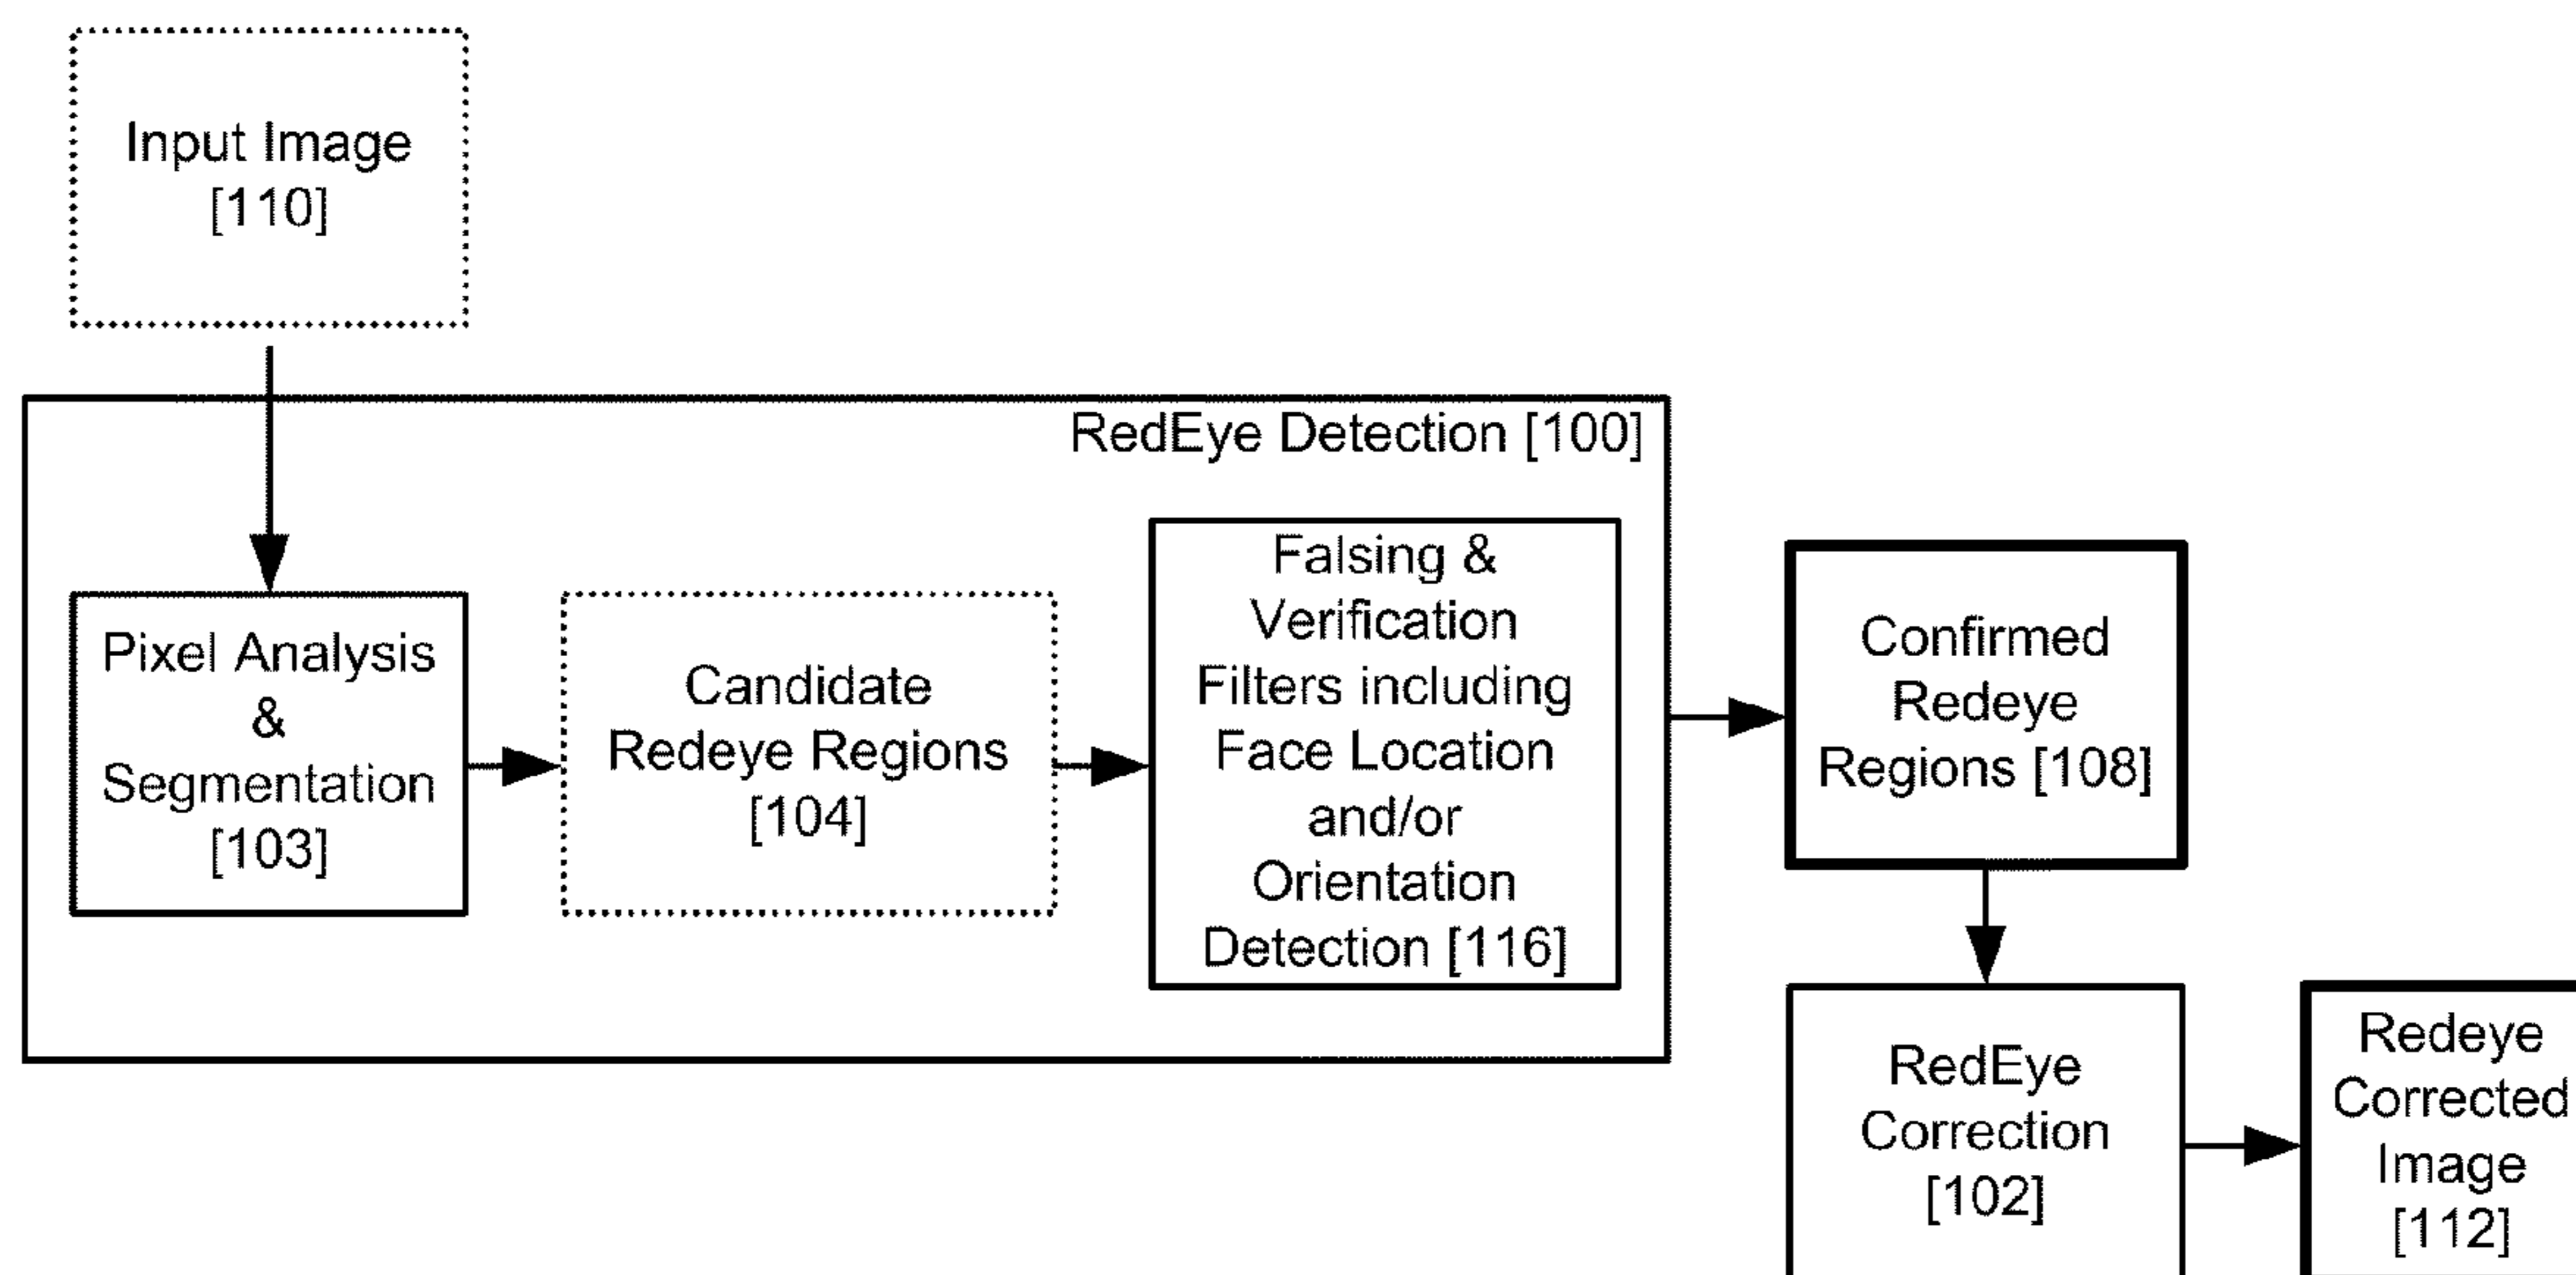 Input Image
[110]
RedEye Detection [100]
Pixel Analysis
&
Segmentation
[103]
Candidate
Redeye Regions
[104]
Falsing &
Verification
Filters including
Face Location
and/or
Orientation
Detection [116]
Confirmed
Redeye
Regions [108]
RedEye
Correction
[102]
Redeye
Corrected
Image
[112]